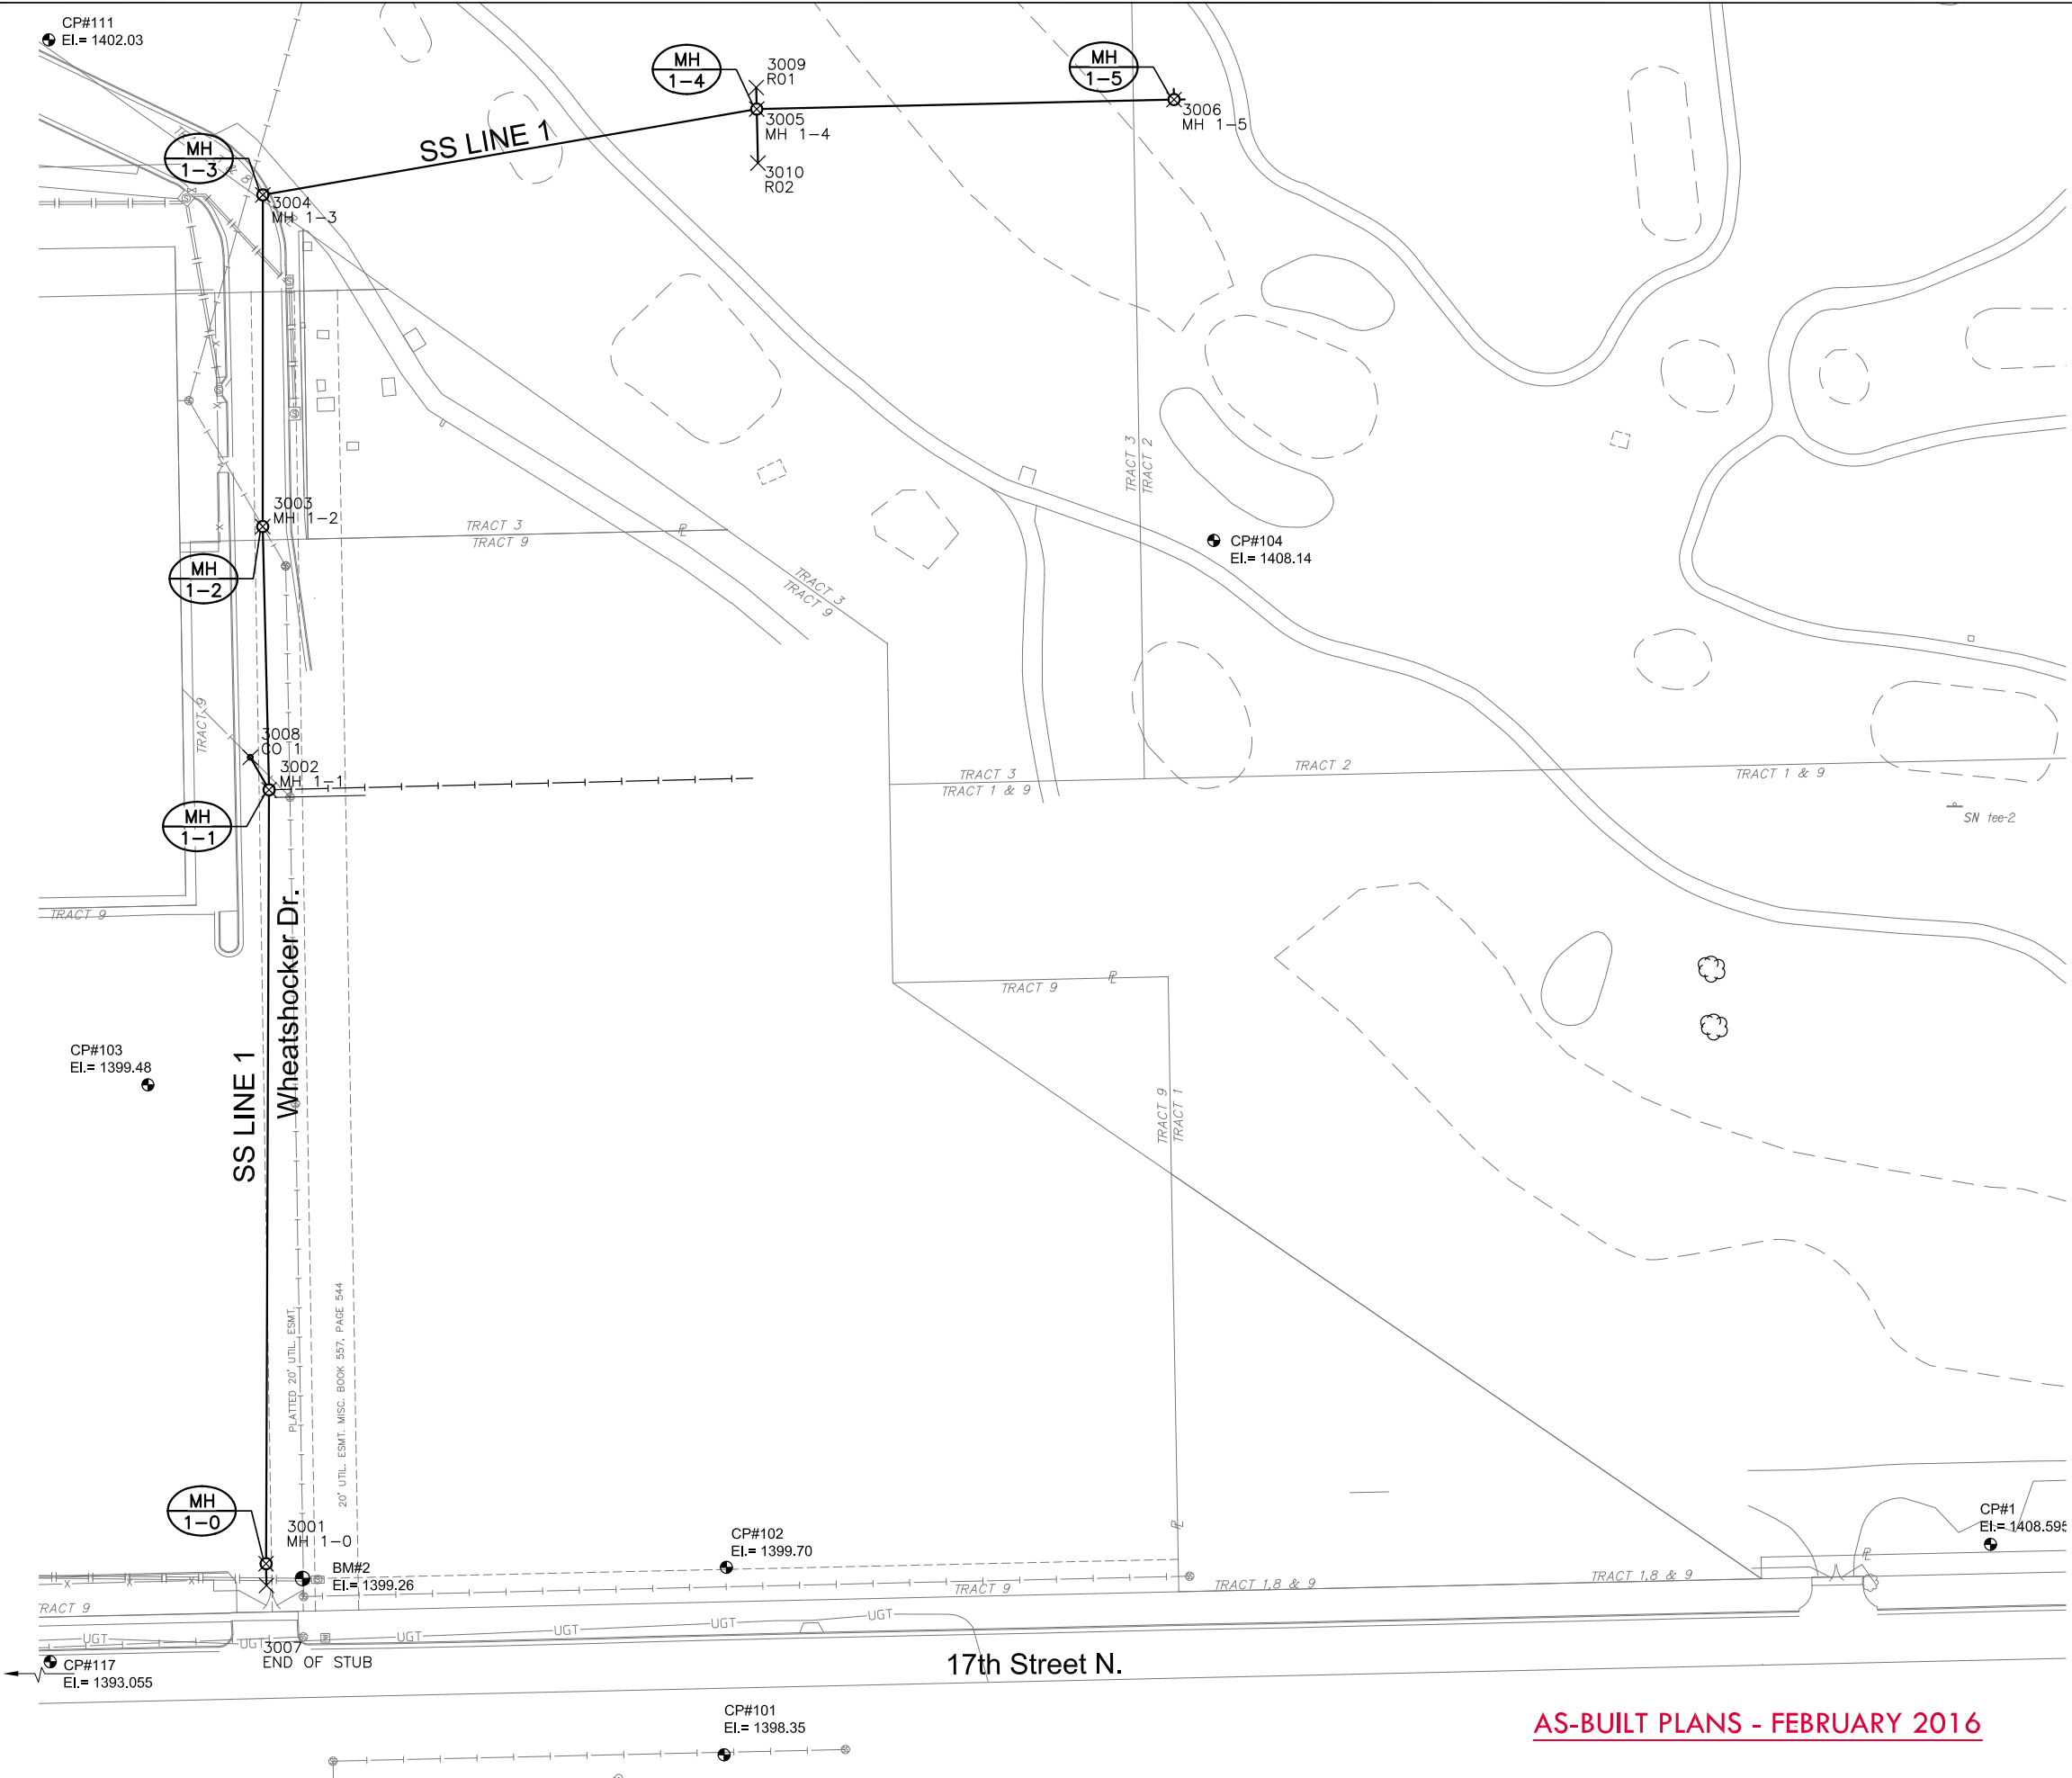 CP#111
El.= 1402.03
MH
1-4
3009
R01
MH
1-5
3005
MH 1-4
3006
MH 1-5
SS LINE 1
MH
1-3
3010
R02
3004
MH 1-3
TRACT 3
TRACT 2
3003
MH 1-2
TRACT 3
TRACT 9
PL
CP#104
El.= 1408.14
MH
1-2
TRACT 3
TRACT 9
TRACT 9
3008
CO 1
3002
MH 1-1
TRACT 3
TRACT 1 & 9
TRACT 2
TRACT 1 & 9
MH
1-1
SN tee-2
TRACT 9
Wheatshocker Dr.
SS LINE 1
TRACT 9
PL
CP#103
El.= 1399.48
TRACT 9
TRACT 1
PLATTED 20' UTIL. ESMT.
20' UTIL. ESMT. MISC. BOOK 557, PAGE 544
MH
1-0
3001
MH 1-0
CP#102
El.= 1399.70
PL
CP#1
El.= 1408.595
PL
BM#2
El.= 1399.26
TRACT 9
TRACT 1,8 & 9
TRACT 1,8 & 9
RACT 9
UGT
UGT
UGT
UGT
UGT
UGT
3007
END OF STUB
CP#117
El.= 1393.055
17th Street N.
CP#101
El.= 1398.35
AS-BUILT PLANS - FEBRUARY 2016